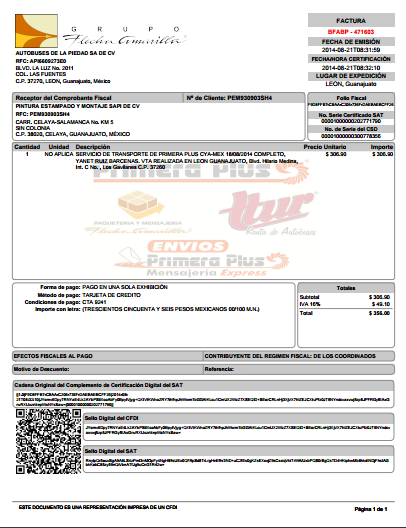 GRUPO
Flecha Amarilla
FACTURA
BFABP - 471603
FECHA DE EMISIÓN
2014-08-21T08:31:59
FECHA/HORA CERTIFICACIÓN
2014-08-21T08:32:10
LUGAR DE EXPEDICIÓN
LEON, Guanajuato
AUTOBUSES DE LA PIEDAD SA DE CV
RFC: API6609273E0
BLVD. LA LUZ No. 2011
COL. LAS FUENTES
C.P. 37270, LEON, Guanajuato, México
Receptor del Comprobante Fiscal
Nº de Cliente: PEM930903SH4
PINTURA ESTAMPADO Y MONTAJE SAPI DE CV
RFC: PEM930903SH4
CARR. CELAYA-SALAMANCA No. KM 5
SIN COLONIA
C.P. 38020, CELAYA, GUANAJUATO, MÉXICO
Folio Fiscal
No. Serie Certificado SAT
00001000000202771790
No. de Serie del CSD
00001000000300778356
Cantidad Unidad Descripción Precio Unitario Importe
1 NO APLICA SERVICIO DE TRANSPORTE DE PRIMERA PLUS CYA-MEX 18/08/2014 COMPLETO, $ 306.90 $ 306.90
YANET RUIZ BARCENAS. VTA REALIZADA EN LEON GUANAJUATO, Blvd. Hilario Medina,
Int. C No., Los Gavilanes C.P. 37260
Primera Plus
PAQUETERIA Y MENSAJERIA
Flecha Amarilla
ttur
Ruta de Autobuses
ENVIOS
Primera Plus
Mensajería Express
Forma de pago: PAGO EN UNA SOLA EXHIBICIÓN
Método de pago: TARJETA DE CREDITO
Condiciones de pago: CTA 9241
Importe con letra: (TRESCIENTOS CINCUENTA Y SEIS PESOS MEXICANOS 00/100 M.N.)
Totales
Subtotal $ 306.90
IVA 16% $ 49.10
Total $ 356.00
EFECTOS FISCALES AL PAGO
CONTRIBUYENTE DEL REGIMEN FISCAL: DE LOS COORDINADOS
Motivo de Descuento:
Referencia:
Cadena Original del Complemento de Certificación Digital del SAT
Sello Digital del CFDI
Sello Digital del SAT
ESTE DOCUMENTO ES UNA REPRESENTACIÓN IMPRESA DE UN CFDI
Página 1 de 1